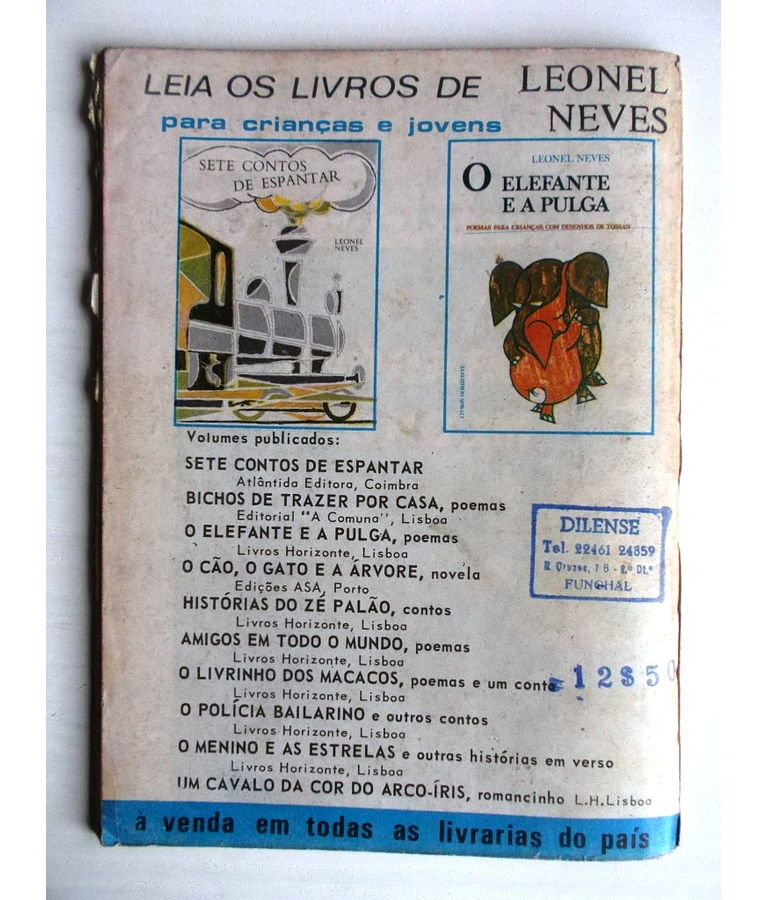 LEIA OS LIVROS DE LEONEL NEVES
para crianças e jovens
SETE CONTOS
DE ESPANTAR
LEONEL
NEVES
LEONEL NEVES
O ELEFANTE
E A PULGA
POEMAS PARA CRIANÇAS, COM DESENHOS DE TÓSSAN
LIVROS HORIZONTE
Volumes publicados:
SETE CONTOS DE ESPANTAR
Atlântida Editora, Coimbra
BICHOS DE TRAZER POR CASA, poemas
Editorial "A Comuna", Lisboa
O ELEFANTE E A PULGA, poemas
Livros Horizonte, Lisboa
O CÃO, O GATO E A ÁRVORE, novela
Edições ASA, Porto
HISTÓRIAS DO ZÉ PALÃO, contos
Livros Horizonte, Lisboa
AMIGOS EM TODO O MUNDO, poemas
Livros Horizonte, Lisboa
O LIVRINHO DOS MACACOS, poemas e um conto
Livros Horizonte, Lisboa
O POLÍCIA BAILARINO e outros contos
Livros Horizonte, Lisboa
O MENINO E AS ESTRELAS e outras histórias em verso
Livros Horizonte, Lisboa
UM CAVALO DA COR DO ARCO-ÍRIS, romancinho L.H.Lisboa
DILENSE
Tel. 22461 24859
R. 7 B - 2.º Dt.º
FUNCHAL
12$50
à venda em todas as livrarias do país